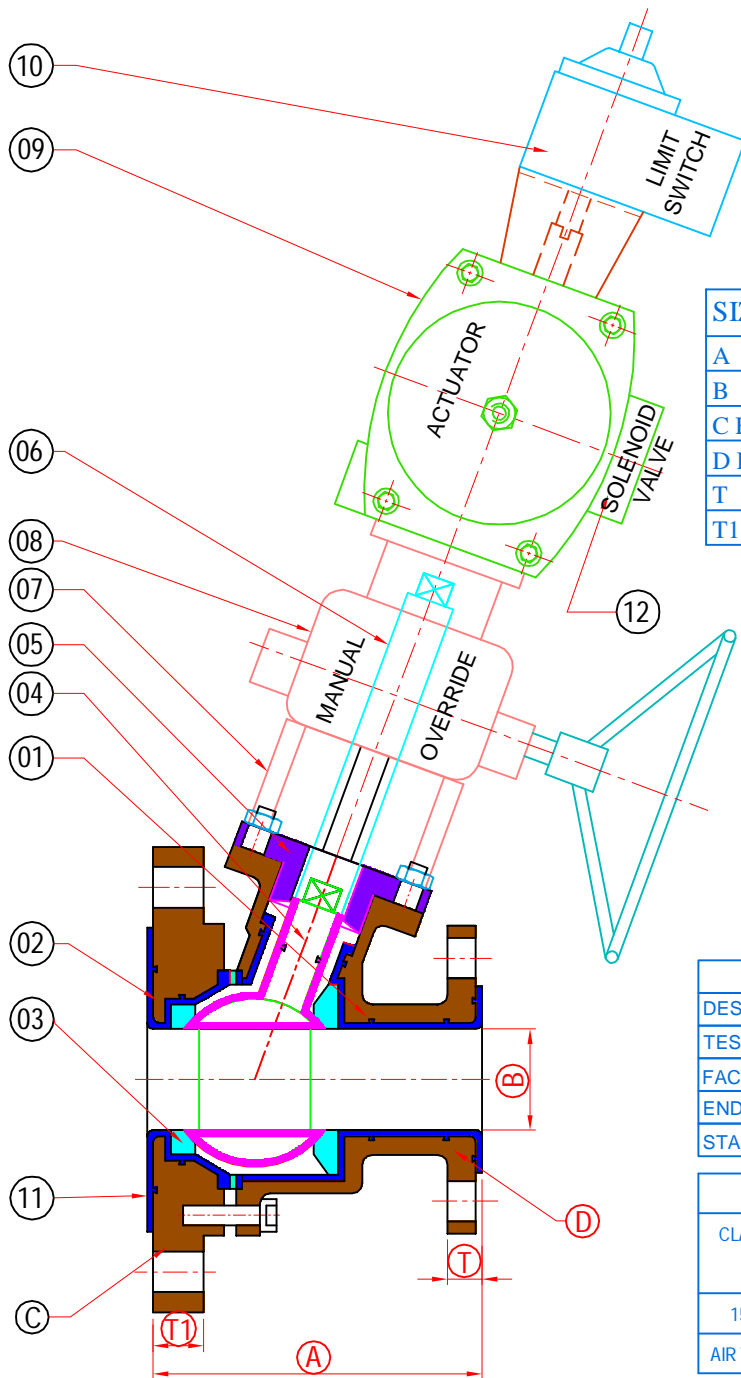 10
09
LIMIT
SWITCH
ACTUATOR
SIZ
A
B
C
D
T
T1
06
SOLENOID
VALVE
08
07
12
05
MANUAL
OVERRIDE
04
01
02
03
B
DES
TES
FAC
END
STA
11
D
CLA
T
C
T1
A
AIR